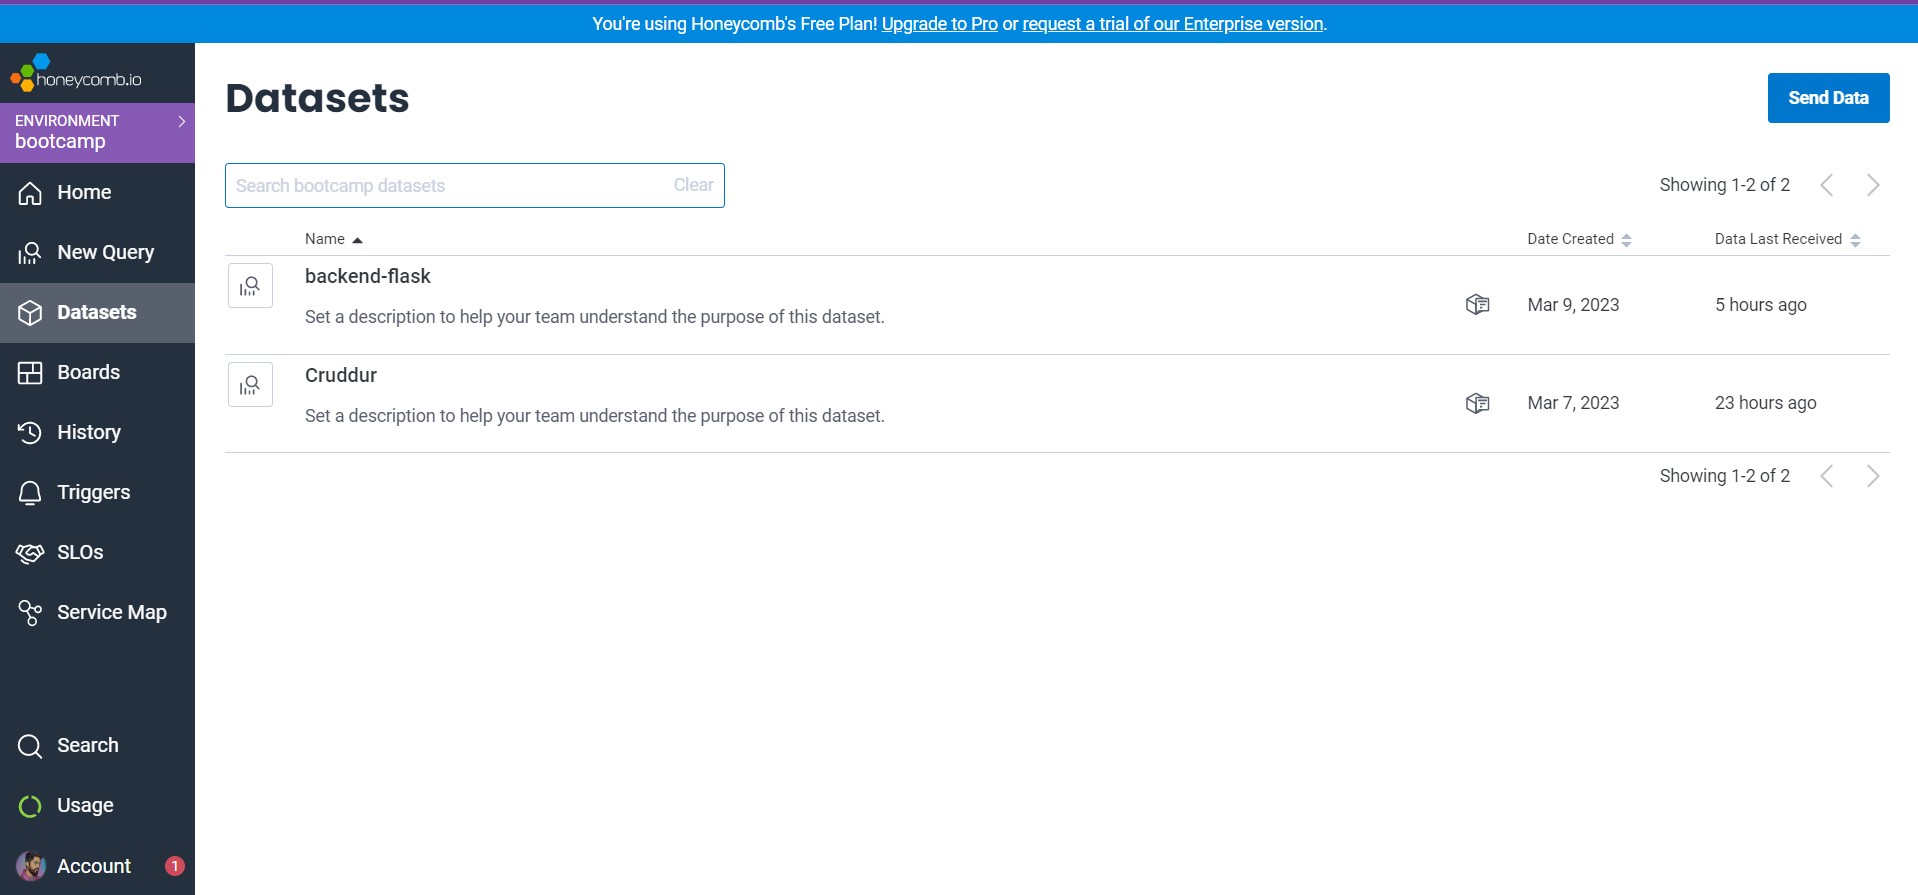 You're using Honeycomb's Free Plan! Upgrade to Pro or request a trial of our Enterprise version.
honeycomb.io
ENVIRONMENT
bootcamp
Home
New Query
Datasets
Boards
History
Triggers
SLOs
Service Map
Search
Usage
Account 1
Datasets
Send Data
Search bootcamp datasets Clear
Showing 1-2 of 2
Name Date Created Data Last Received
backend-flask
Set a description to help your team understand the purpose of this dataset.
Mar 9, 2023 5 hours ago
Cruddur
Set a description to help your team understand the purpose of this dataset.
Mar 7, 2023 23 hours ago
Showing 1-2 of 2